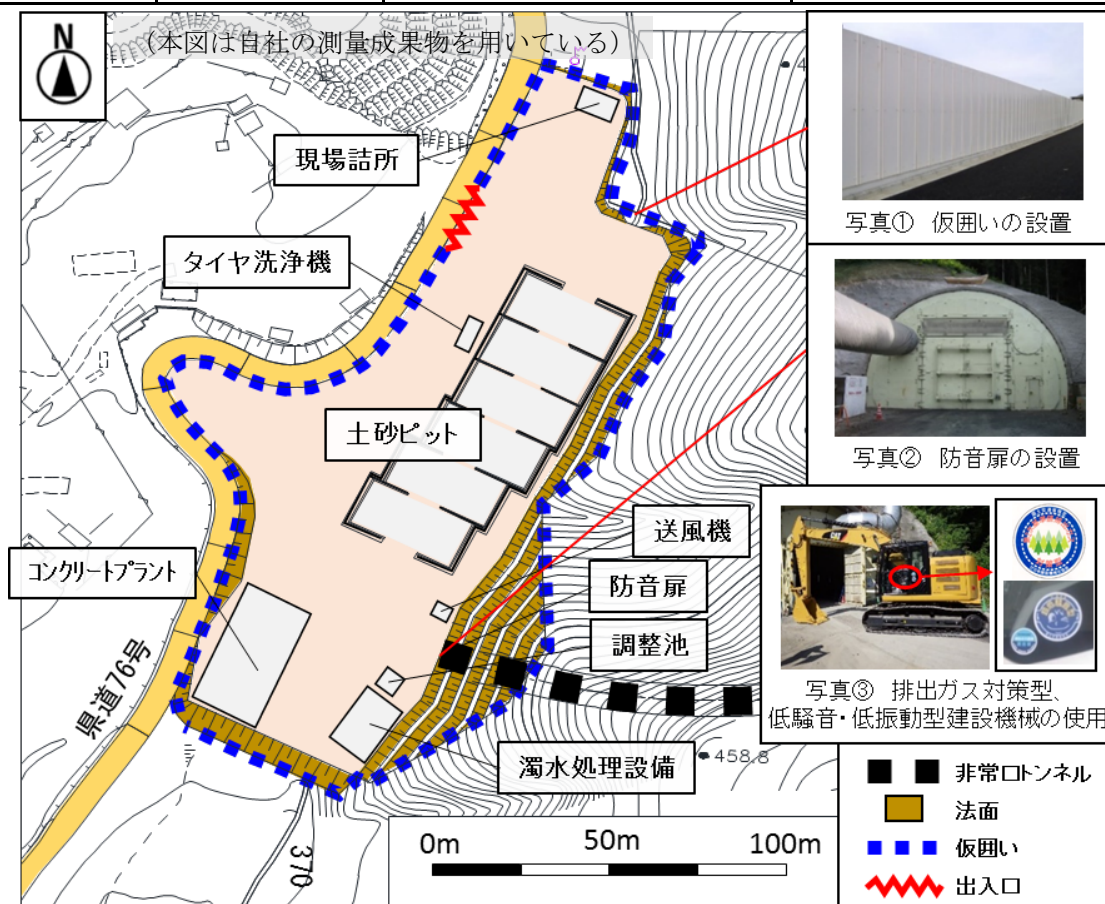 N
(本図は自社の測量成果物を用いている)
現場詰所
タイヤ洗浄機
土砂ピット
コンクリートプラント
県道76号
送風機
防音扉
調整池
濁水処理設備
458.8
370
0m 50m 100m
写真① 仮囲いの設置
写真② 防音扉の設置
CAT
写真③ 排出ガス対策型、
低騒音・低振動型建設機械の使用
非常口トンネル
法面
仮囲い
出入口